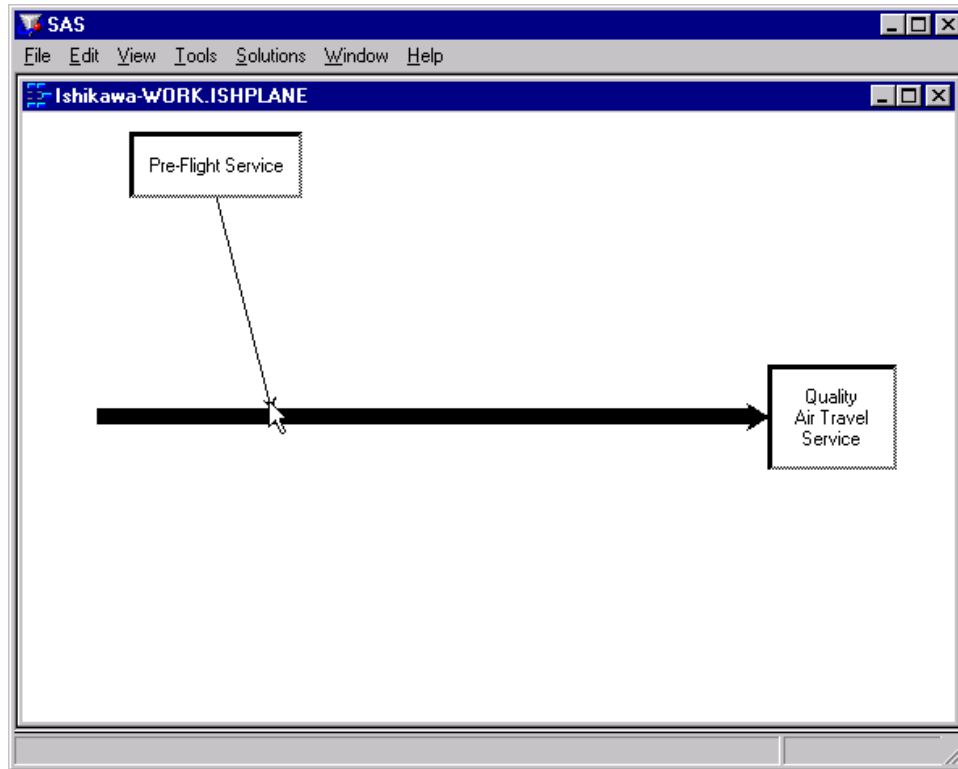 SAS
File Edit View Tools Solutions Window Help
Ishikawa-WORK.ISHPLANE
Pre-Flight Service
Quality
Air Travel
Service